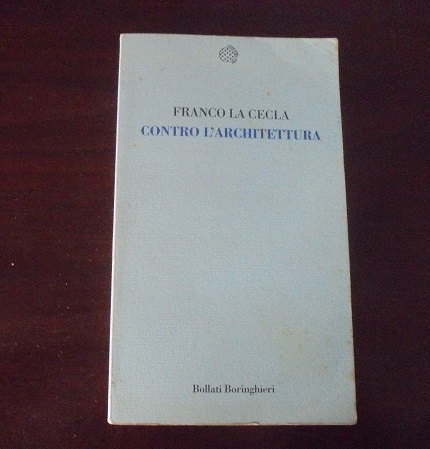 FRANCO LA CECLA
CONTRO L'ARCHITETTURA
Bollati Boringhieri